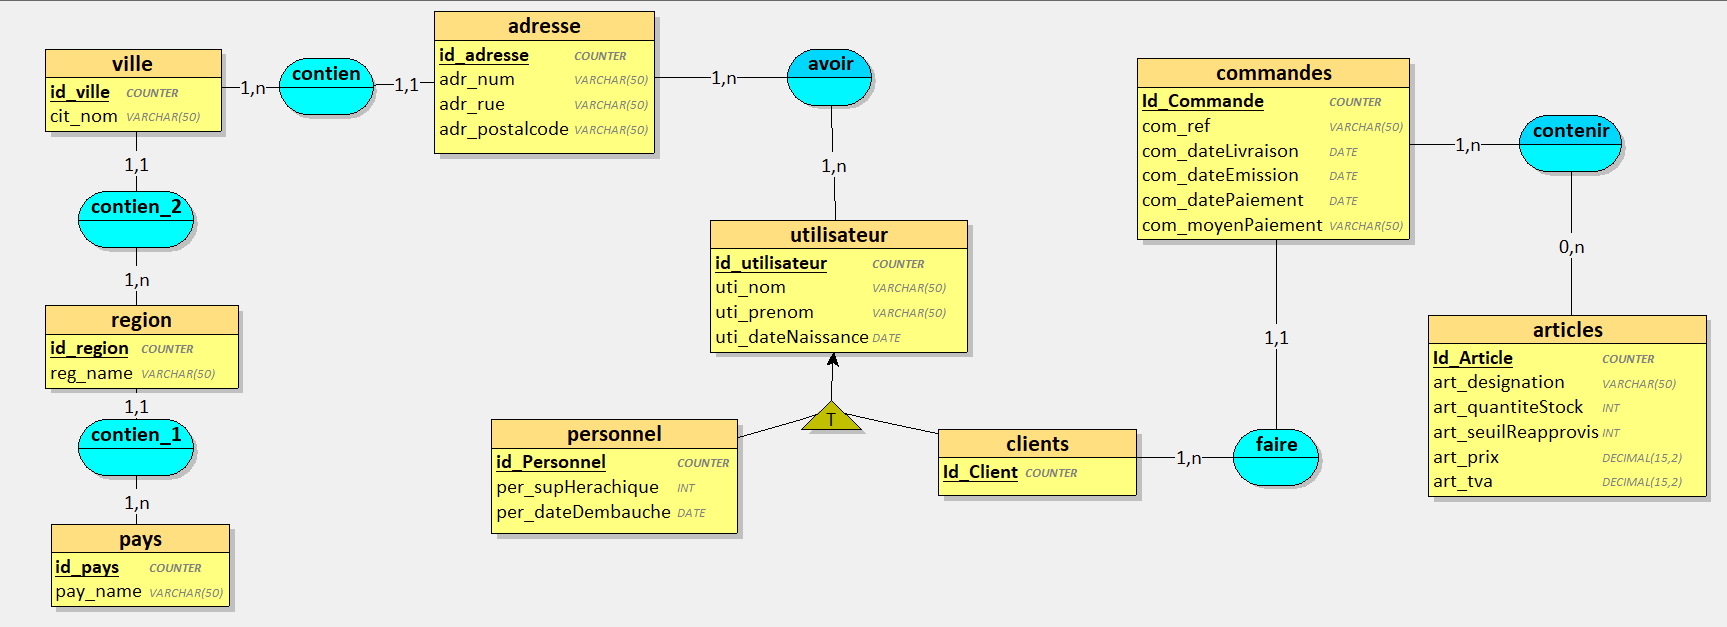 ville
id_ville COUNTER
cit_nom VARCHAR(50)
1,n
contien
1,1
adresse
id_adresse COUNTER
adr_num VARCHAR(50)
adr_rue VARCHAR(50)
adr_postalcode VARCHAR(50)
1,n
avoir
1,n
1,1
contien_2
1,n
region
id_region COUNTER
reg_name VARCHAR(50)
1,1
contien_1
1,n
pays
id_pays COUNTER
pay_name VARCHAR(50)
utilisateur
id_utilisateur COUNTER
uti_nom VARCHAR(50)
uti_prenom VARCHAR(50)
uti_dateNaissance DATE
T
personnel
id_Personnel COUNTER
per_supHerachique INT
per_dateDembauche DATE
clients
Id_Client COUNTER
1,n
faire
1,1
commandes
Id_Commande COUNTER
com_ref VARCHAR(50)
com_dateLivraison DATE
com_dateEmission DATE
com_datePaiement DATE
com_moyenPaiement VARCHAR(50)
1,n
contenir
0,n
articles
Id_Article COUNTER
art_designation VARCHAR(50)
art_quantiteStock INT
art_seuilReapprovis INT
art_prix DECIMAL(15,2)
art_tva DECIMAL(15,2)